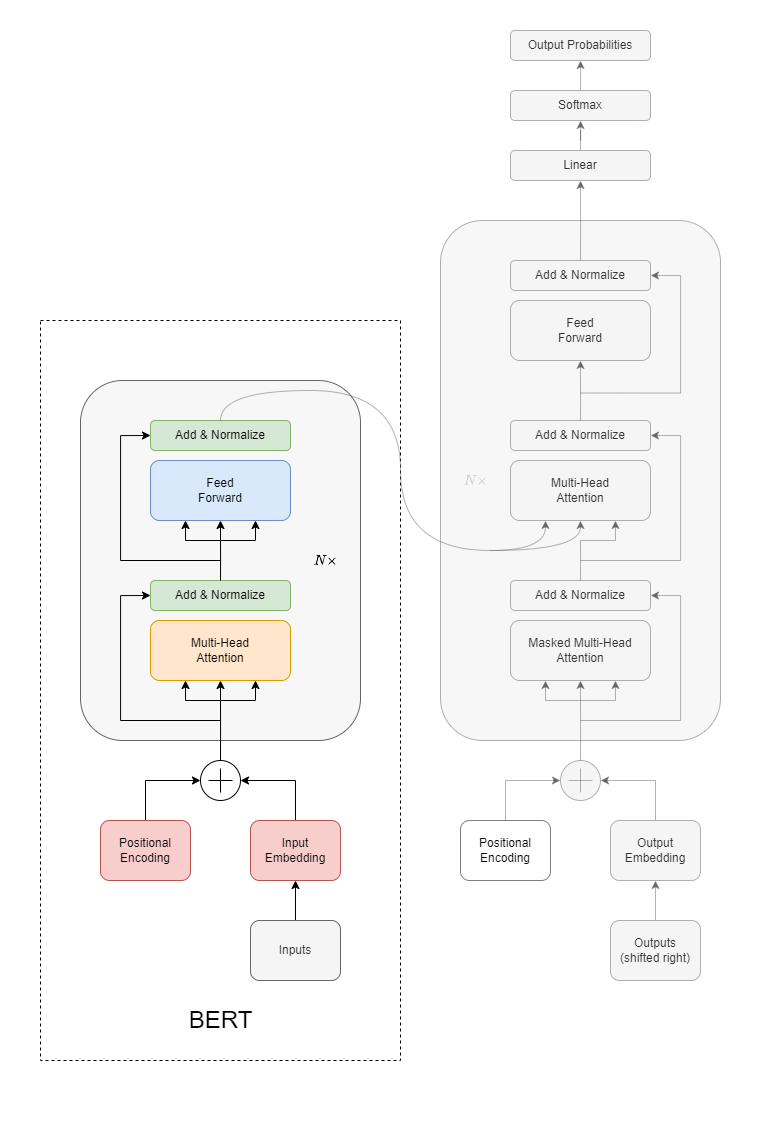 Output Probabilities
Softmax
Linear
Add & Normalize
Feed
Forward
Add & Normalize
N×
Multi-Head
Attention
Add & Normalize
Masked Multi-Head
Attention
Positional
Encoding
Output
Embedding
Outputs
(shifted right)
Add & Normalize
Feed
Forward
N×
Add & Normalize
Multi-Head
Attention
Positional
Encoding
Input
Embedding
Inputs
BERT